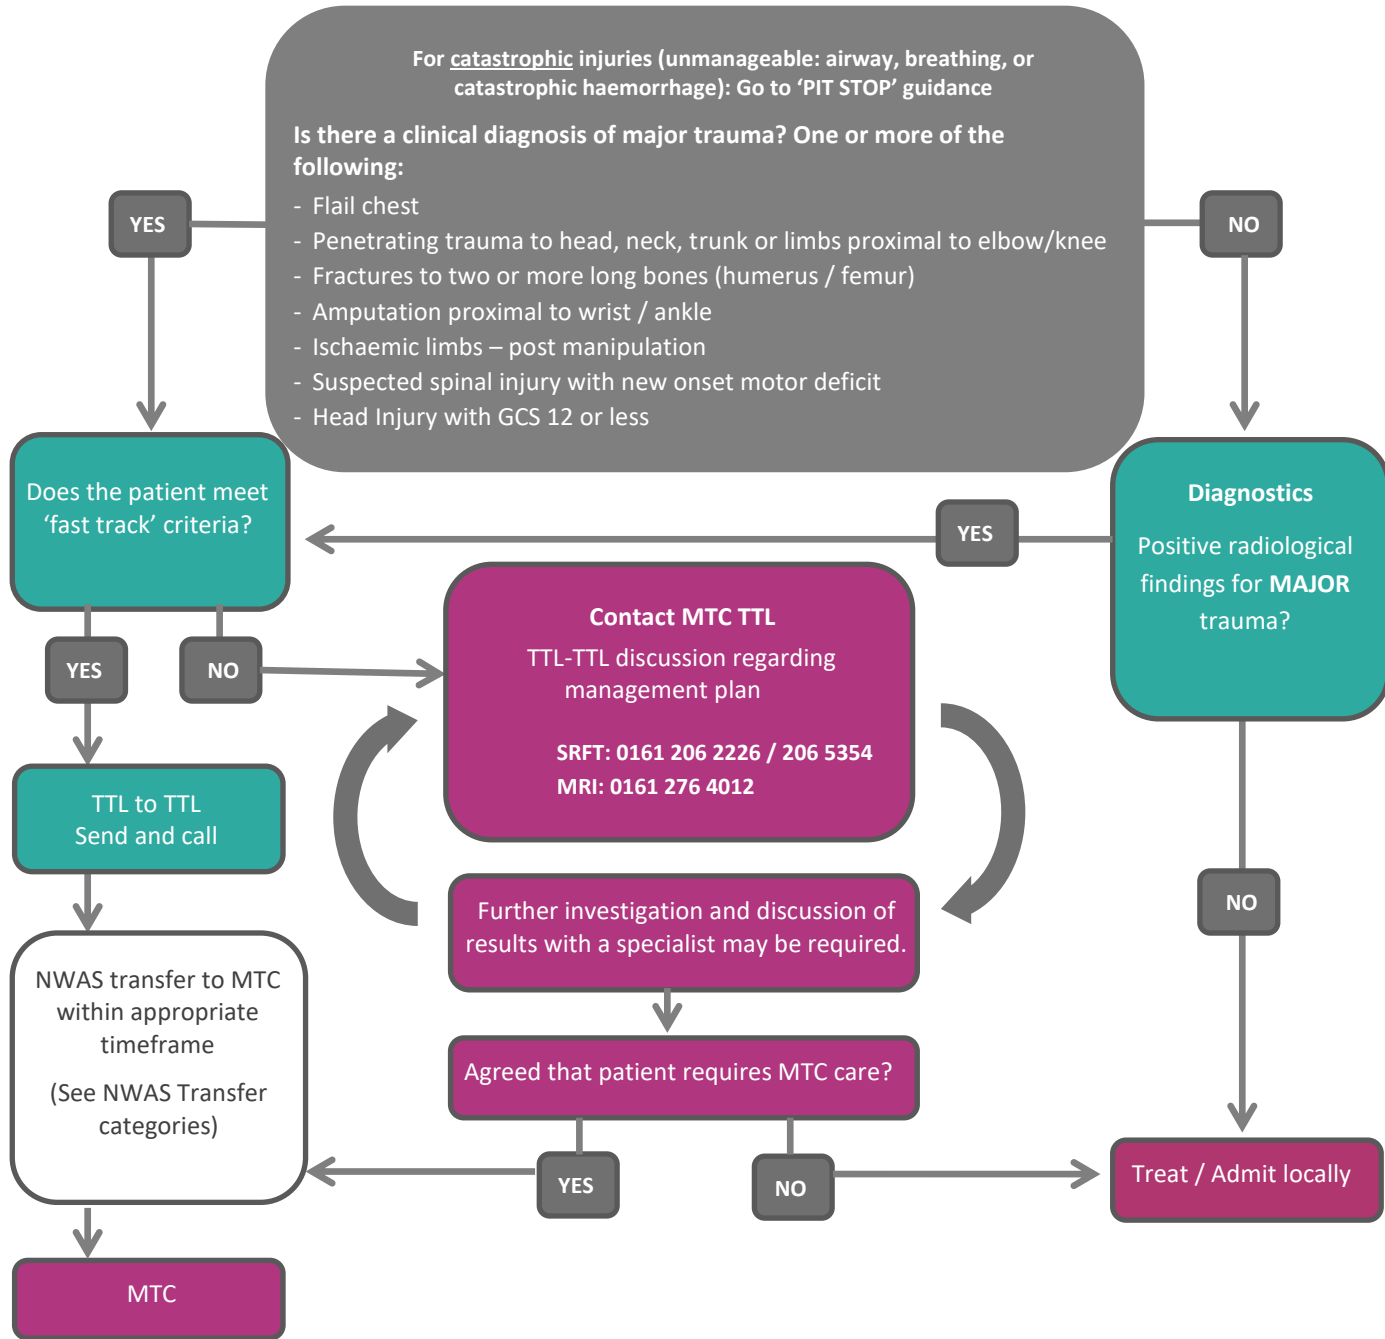 For catastrophic injuries (unmanageable: airway, breathing, or
catastrophic haemorrhage): Go to ‘PIT STOP’ guidance
Is there a clinical diagnosis of major trauma? One or more of the
following:
- Flail chest
- Penetrating trauma to head, neck, trunk or limbs proximal to elbow/knee
- Fractures to two or more long bones (humerus / femur)
- Amputation proximal to wrist / ankle
- Ischaemic limbs – post manipulation
- Suspected spinal injury with new onset motor deficit
- Head Injury with GCS 12 or less
YES
NO
Does the patient meet
‘fast track’ criteria?
YES
Diagnostics
Positive radiological
findings for MAJOR
trauma?
YES
NO
Contact MTC TTL
TTL-TTL discussion regarding
management plan
SRFT: 0161 206 2226 / 206 5354
MRI: 0161 276 4012
TTL to TTL
Send and call
Further investigation and discussion of
results with a specialist may be required.
NO
NWAS transfer to MTC
within appropriate
timeframe
(See NWAS Transfer
categories)
Agreed that patient requires MTC care?
YES
NO
Treat / Admit locally
MTC